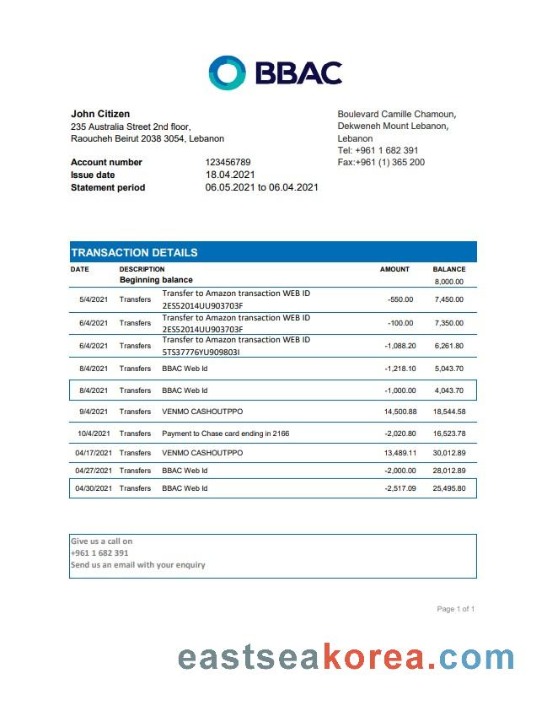 BBAC
John Citizen
235 Australia Street 2nd floor,
Raoucheh Beirut 2038 3054, Lebanon
Boulevard Camille Chamoun,
Dekweneh Mount Lebanon,
Lebanon
Tel: +961 1 682 391
Fax:+961 (1) 365 200
Account number 123456789
Issue date 18.04.2021
Statement period 06.05.2021 to 06.04.2021
TRANSACTION DETAILS
DATE DESCRIPTION AMOUNT BALANCE
Beginning balance 8,000.00
5/4/2021 Transfers Transfer to Amazon transaction WEB ID
2ES52014UU903703F -550.00 7,450.00
6/4/2021 Transfers Transfer to Amazon transaction WEB ID
2ES52014UU903703F -100.00 7,350.00
6/4/2021 Transfers Transfer to Amazon transaction WEB ID
5TS37776YU909803I -1,088.20 6,261.80
8/4/2021 Transfers BBAC Web Id -1,218.10 5,043.70
8/4/2021 Transfers BBAC Web Id -1,000.00 4,043.70
9/4/2021 Transfers VENMO CASHOUTPPO 14,500.88 18,544.58
10/4/2021 Transfers Payment to Chase card ending in 2166 -2,020.80 16,523.78
04/17/2021 Transfers VENMO CASHOUTPPO 13,489.11 30,012.89
04/27/2021 Transfers BBAC Web Id -2,000.00 28,012.89
04/30/2021 Transfers BBAC Web Id -2,517.09 25,495.80
Give us a call on
+961 1 682 391
Send us an email with your enquiry
Page 1 of 1
eastseakorea.com